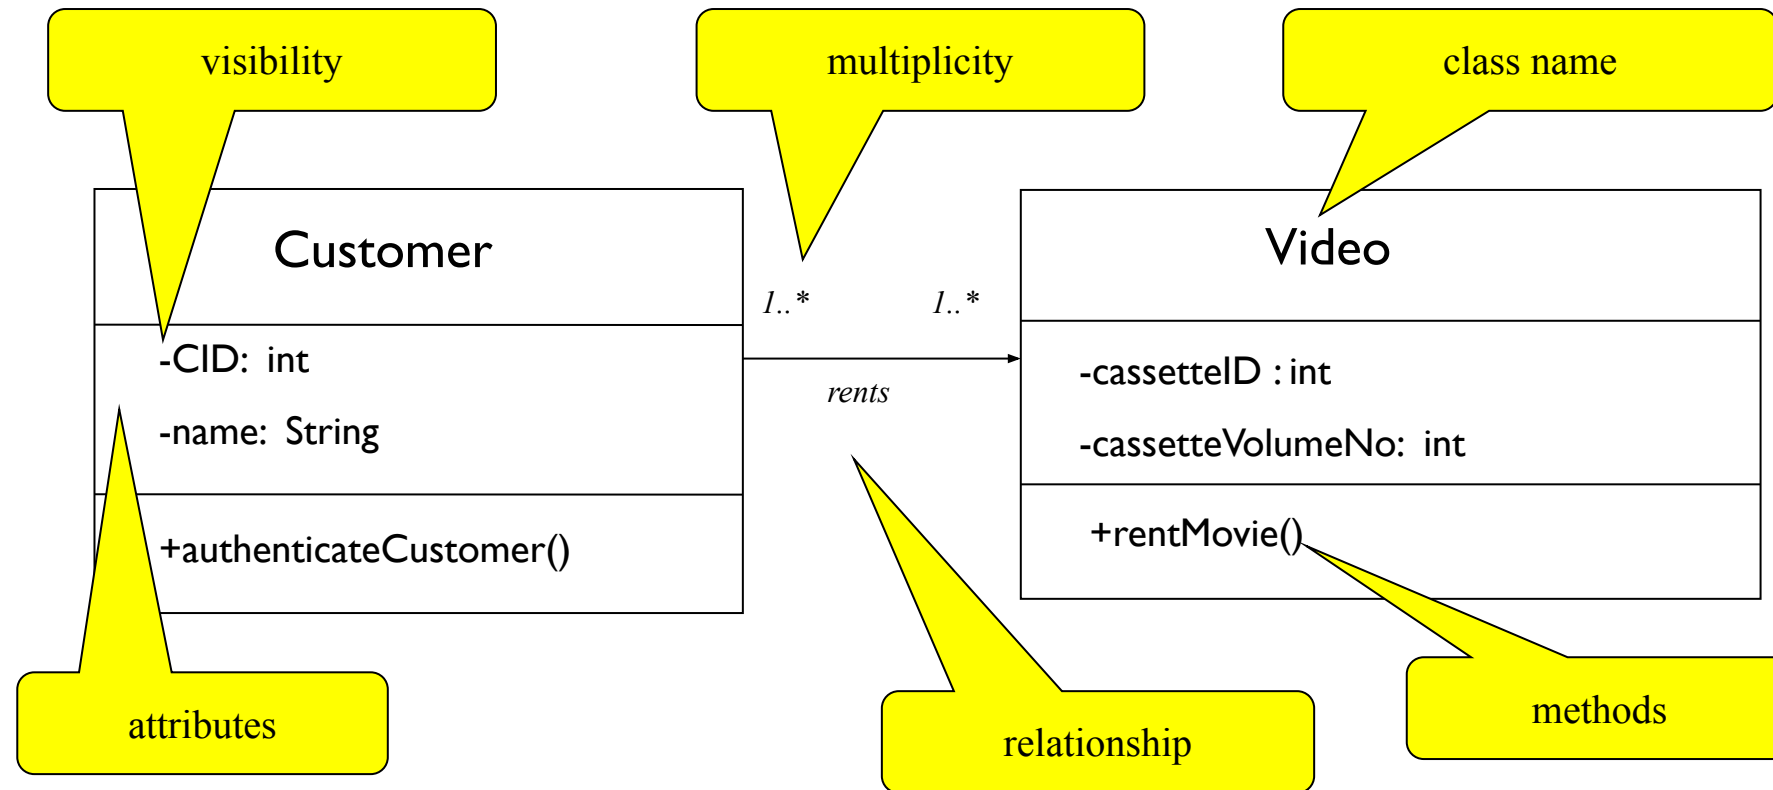 visibility
multiplicity
class name
Customer
Video
1..*
1..*
-CID: int
-name: String
rents
-cassetteID : int
-cassetteVolumeNo: int
+authenticateCustomer()
+rentMovie()
attributes
relationship
methods